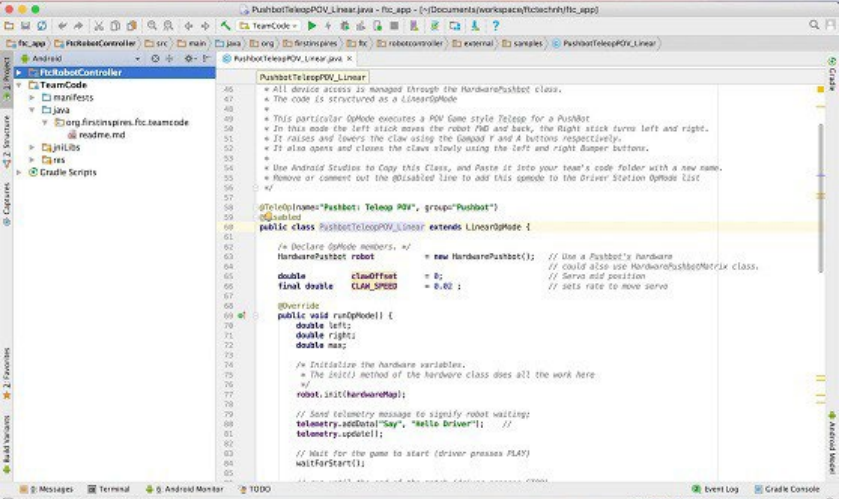 PushbotTeleopPOV_Linear.java - ftc_app - [~/Documents/workspace/ftctechnh/ftc_app]
TeamCode
ftc_app FtcRobotController src main java org firstinspires ftc robotcontroller external samples PushbotTeleopPOV_Linear
Android
PushbotTeleopPOV_Linear.java ×
1: Project
Z: Structure
Captures
2: Favorites
Build Variants
FtcRobotController
TeamCode
manifests
java
org.firstinspires.ftc.teamcode
readme.md
jniLibs
res
Gradle Scripts
PushbotTeleopPOV_Linear
46 * All device access is managed through the HardwarePushbot class.
47 * The code is structured as a LinearOpMode
48 *
49 * This particular OpMode executes a POV Game style Teleop for a PushBot
50 * In this mode the left stick moves the robot FWD and back, the Right stick turns left and right.
51 * It raises and lowers the claw using the Gampad Y and A buttons respectively.
52 * It also opens and closes the claws slowly using the left and right Bumper buttons.
53 *
54 * Use Android Studios to Copy this Class, and Paste it into your team's code folder with a new name.
55 * Remove or comment out the @Disabled line to add this opmode to the Driver Station OpMode list
56 */
57
58 @TeleOp(name="Pushbot: Teleop POV", group="Pushbot")
59 @Disabled
60 public class PushbotTeleopPOV_Linear extends LinearOpMode {
61
62 /* Declare OpMode members. */
63 HardwarePushbot robot = new HardwarePushbot(); // Use a Pushbot's hardware
64 // could also use HardwarePushbotMatrix class.
65 double clawOffset = 0; // Servo mid position
66 final double CLAW_SPEED = 0.02 ; // sets rate to move servo
67
68 @Override
69 public void runOpMode() {
70 double left;
71 double right;
72 double max;
73
74 /* Initialize the hardware variables.
75 * The init() method of the hardware class does all the work here
76 */
77 robot.init(hardwareMap);
78
79 // Send telemetry message to signify robot waiting;
80 telemetry.addData("Say", "Hello Driver"); //
81 telemetry.update();
82
83 // Wait for the game to start (driver presses PLAY)
84 waitForStart();
85
Gradle
Android Model
0: Messages Terminal 6: Android Monitor TODO Event Log Gradle Console